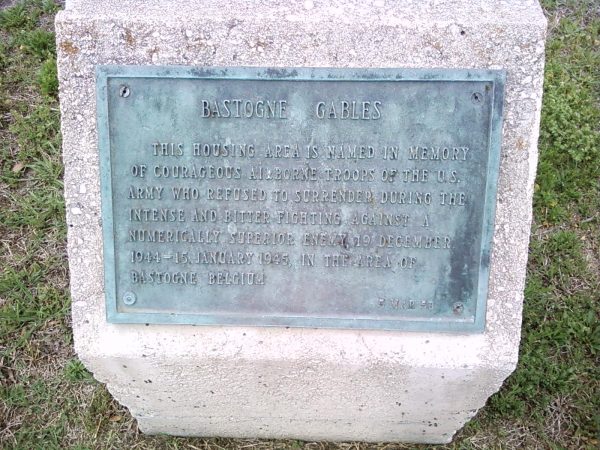 BASTOGNE GABLES
THIS HOUSING AREA IS NAMED IN MEMORY
OF COURAGEOUS AIRBORNE TROOPS OF THE U.S.
ARMY WHO REFUSED TO SURRENDER DURING THE
INTENSE AND BITTER FIGHTING AGAINST A
NUMERICALLY SUPERIOR ENEMY, 19 DECEMBER
1944-15, JANUARY 1945, IN THE AREA OF
BASTOGNE, BELGIUM